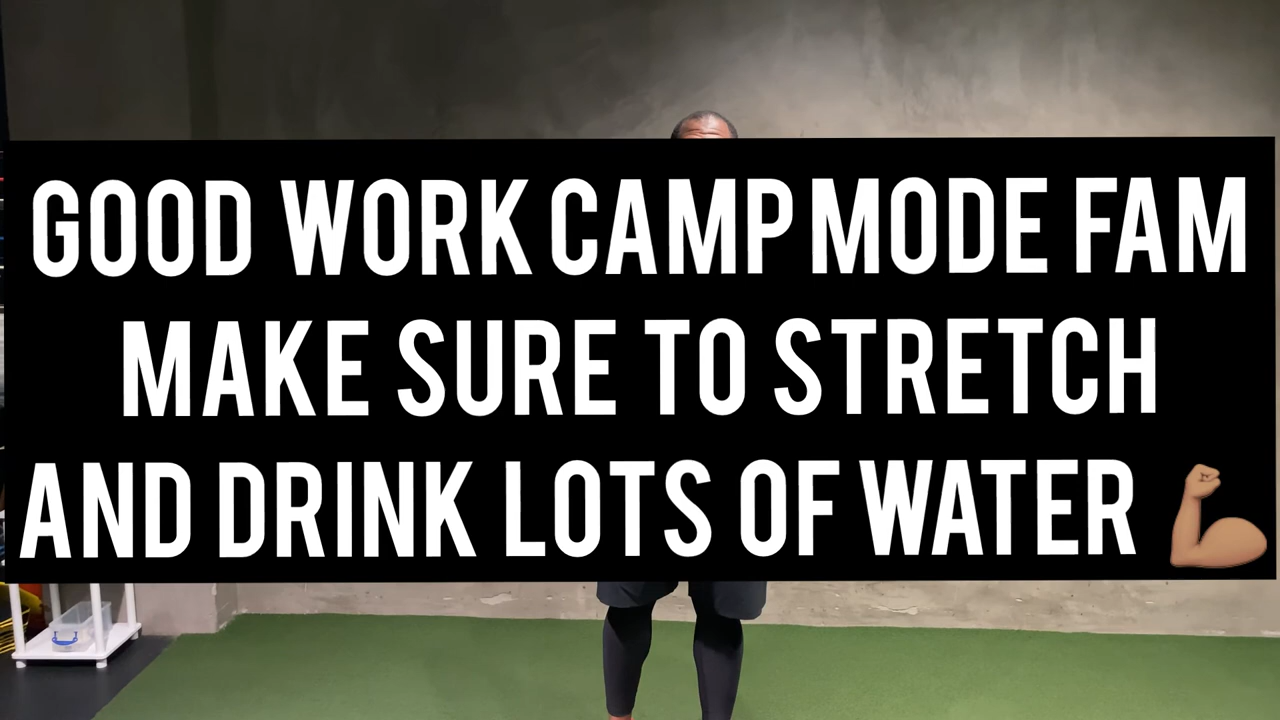 GOOD WORK CAMP MODE FAM
MAKE SURE TO STRETCH
AND DRINK LOTS OF WATER 💪🏽